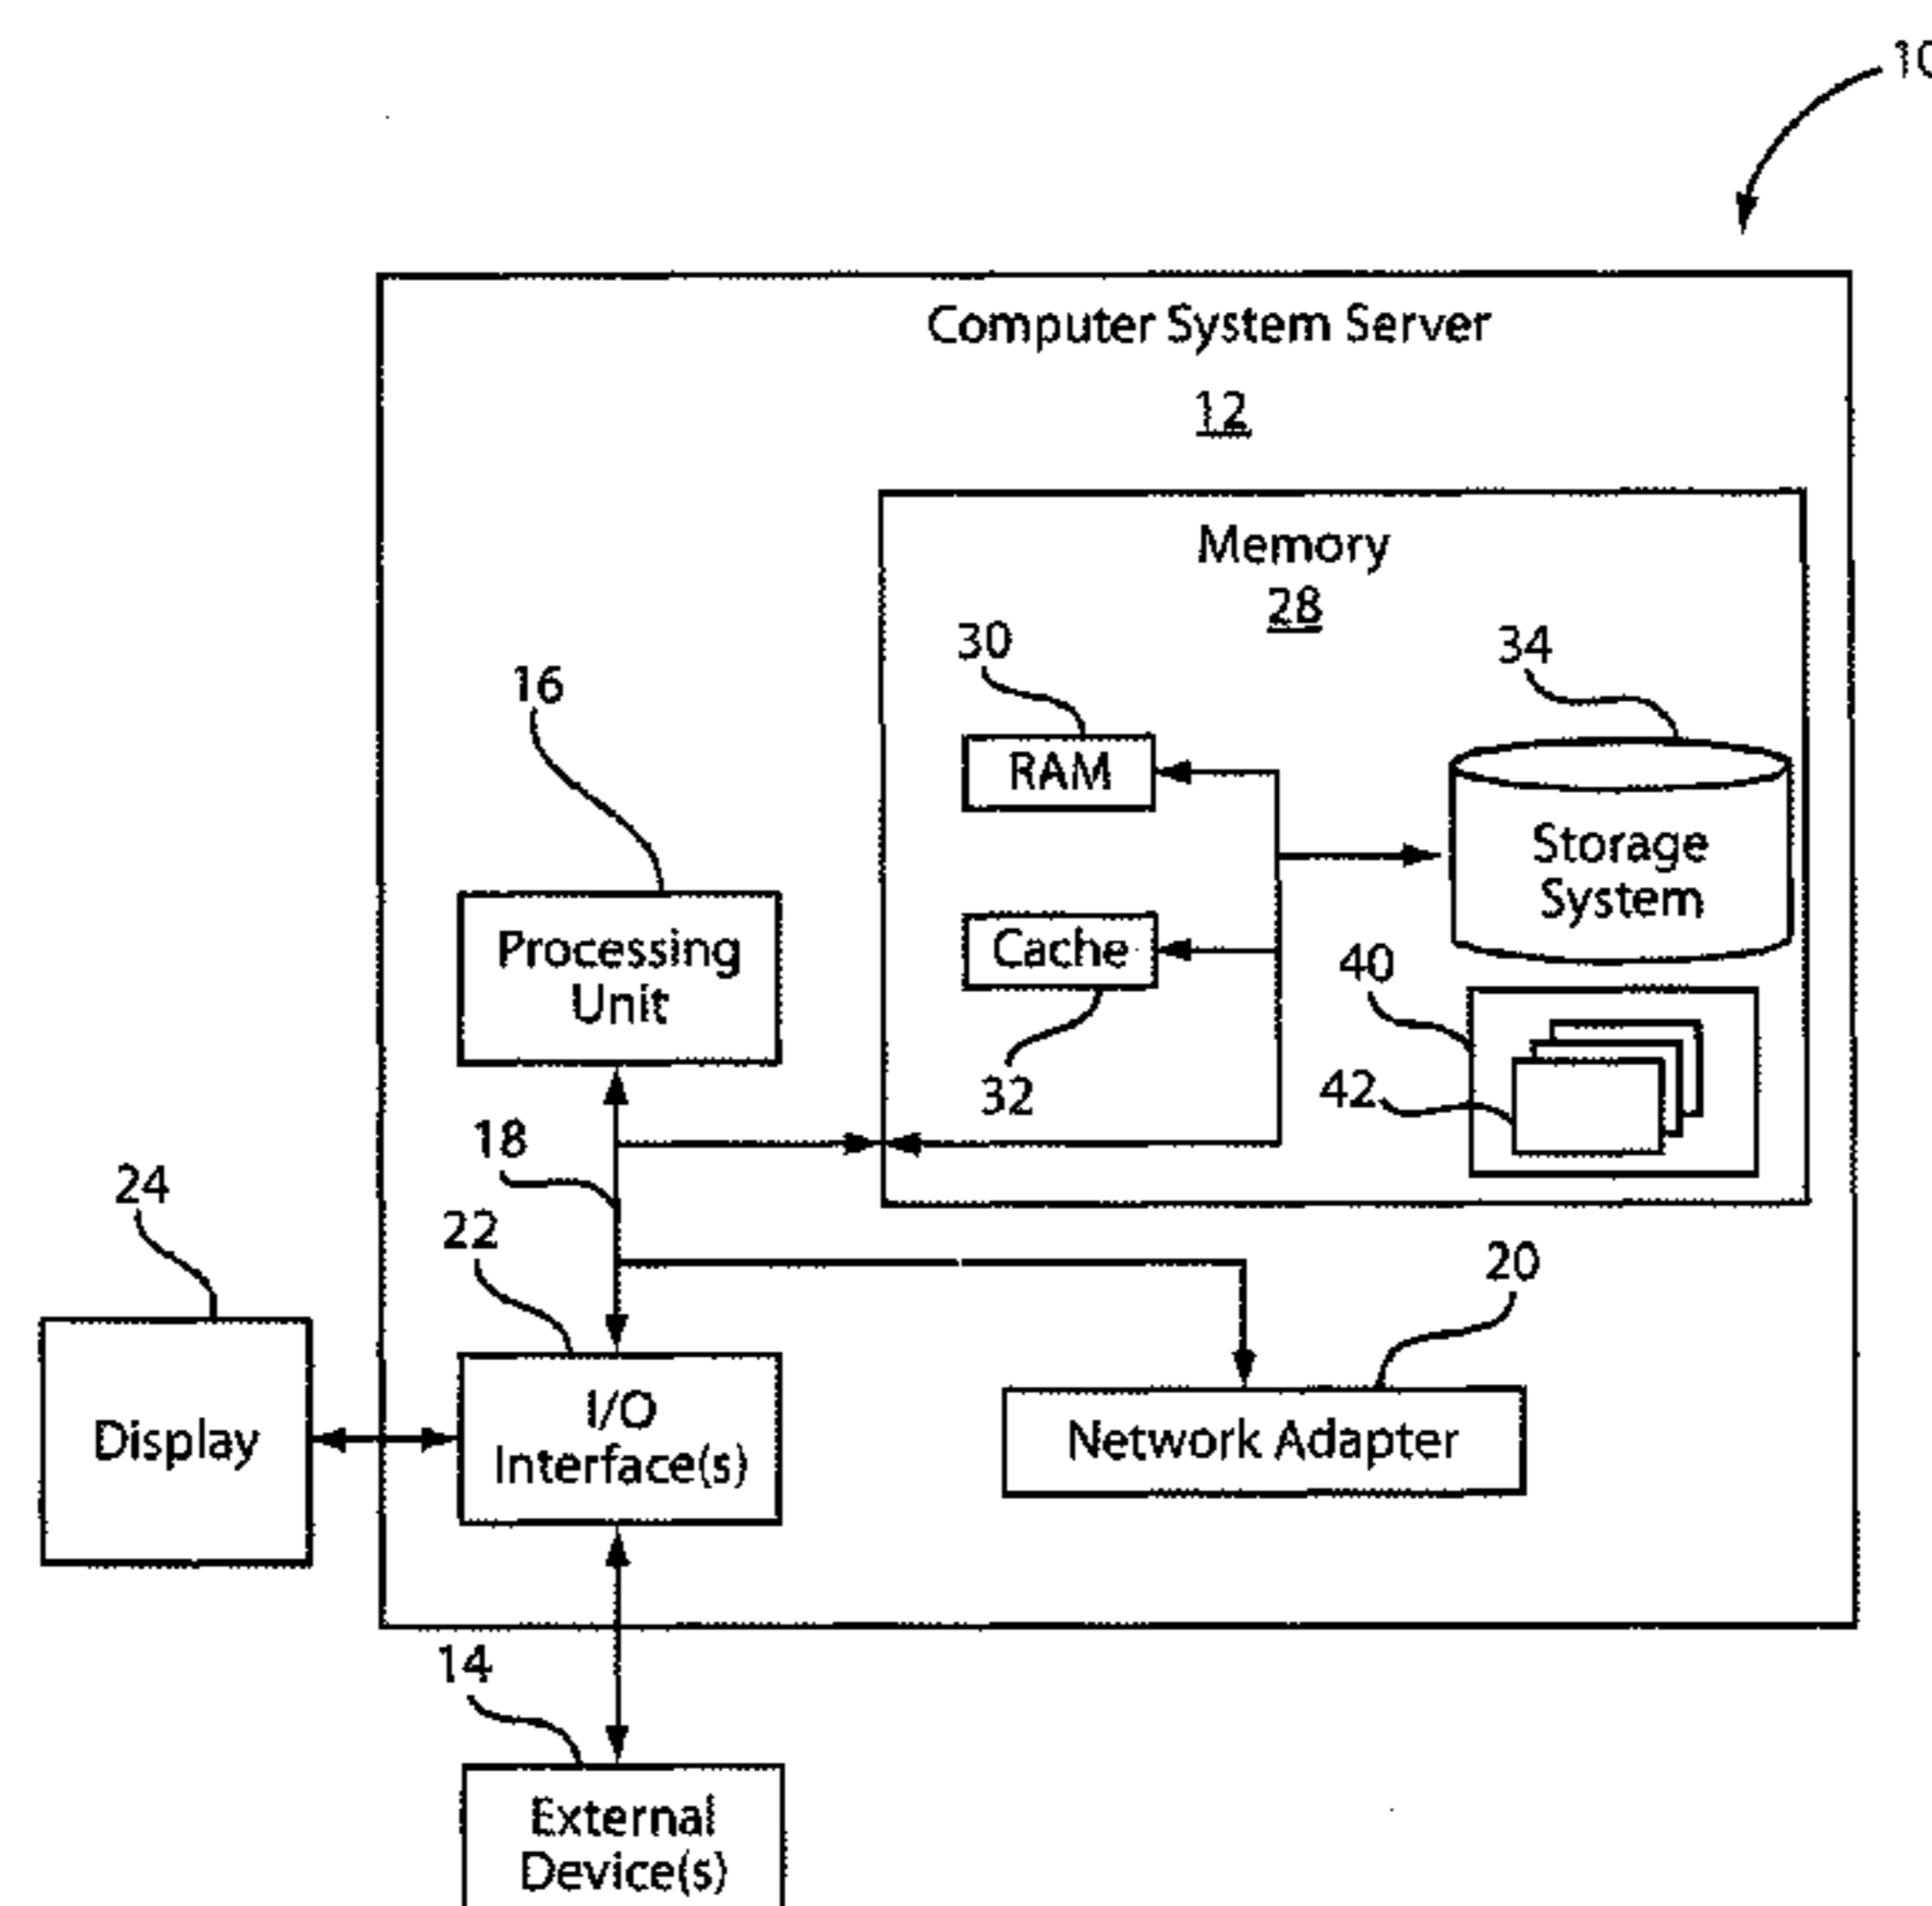 10
Computer System Server
12
Memory
28
30
34
16
RAM
Storage
System
Processing
Unit
Cache
40
32
42
18
24
22
20
Display
I/O
Interface(s)
Network Adapter
14
External
Device(s)